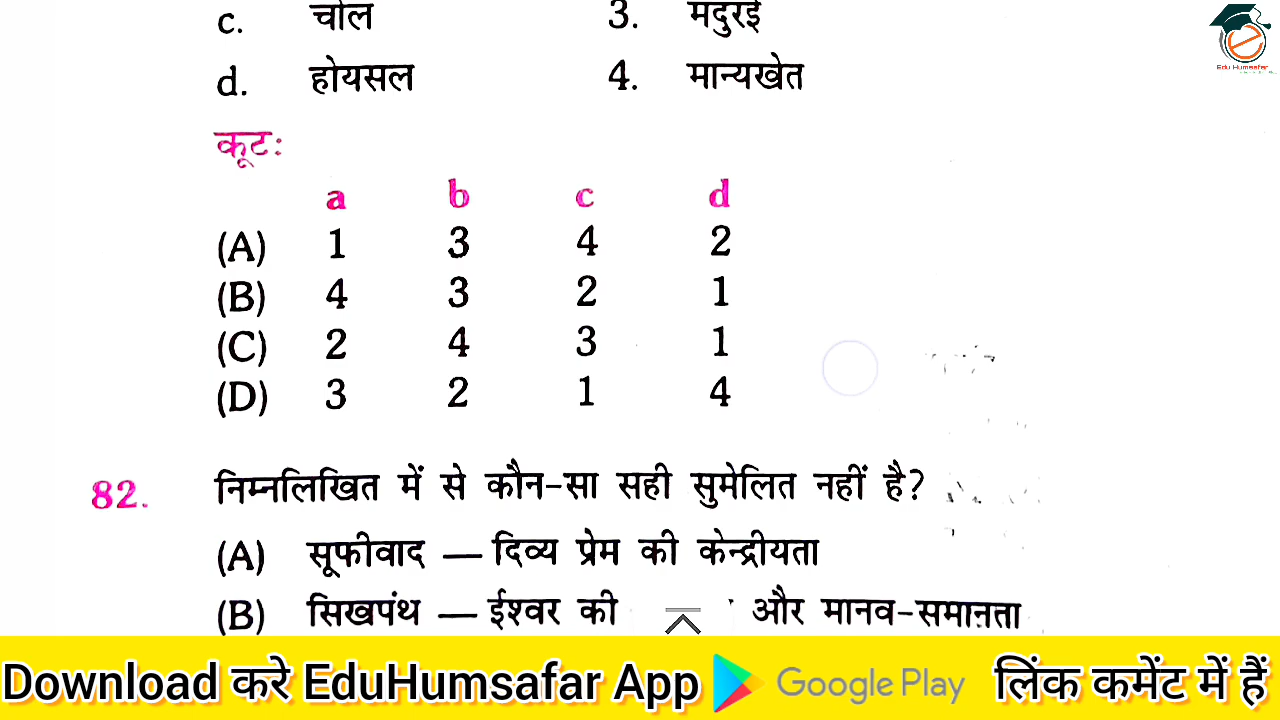 c. चोल 3. मदुरई
d. होयसल 4. मान्यखेत
कूटः
a b c d
(A) 1 3 4 2
(B) 4 3 2 1
(C) 2 4 3 1
(D) 3 2 1 4
82. निम्नलिखित में से कौन-सा सही सुमेलित नहीं है?
(A) सूफीवाद — दिव्य प्रेम की केन्द्रीयता
(B) सिखपंथ — ईश्वर की और मानव-समानता
Download करे EduHumsafar App Google Play लिंक कमेंट में हैं
Edu Humsafar